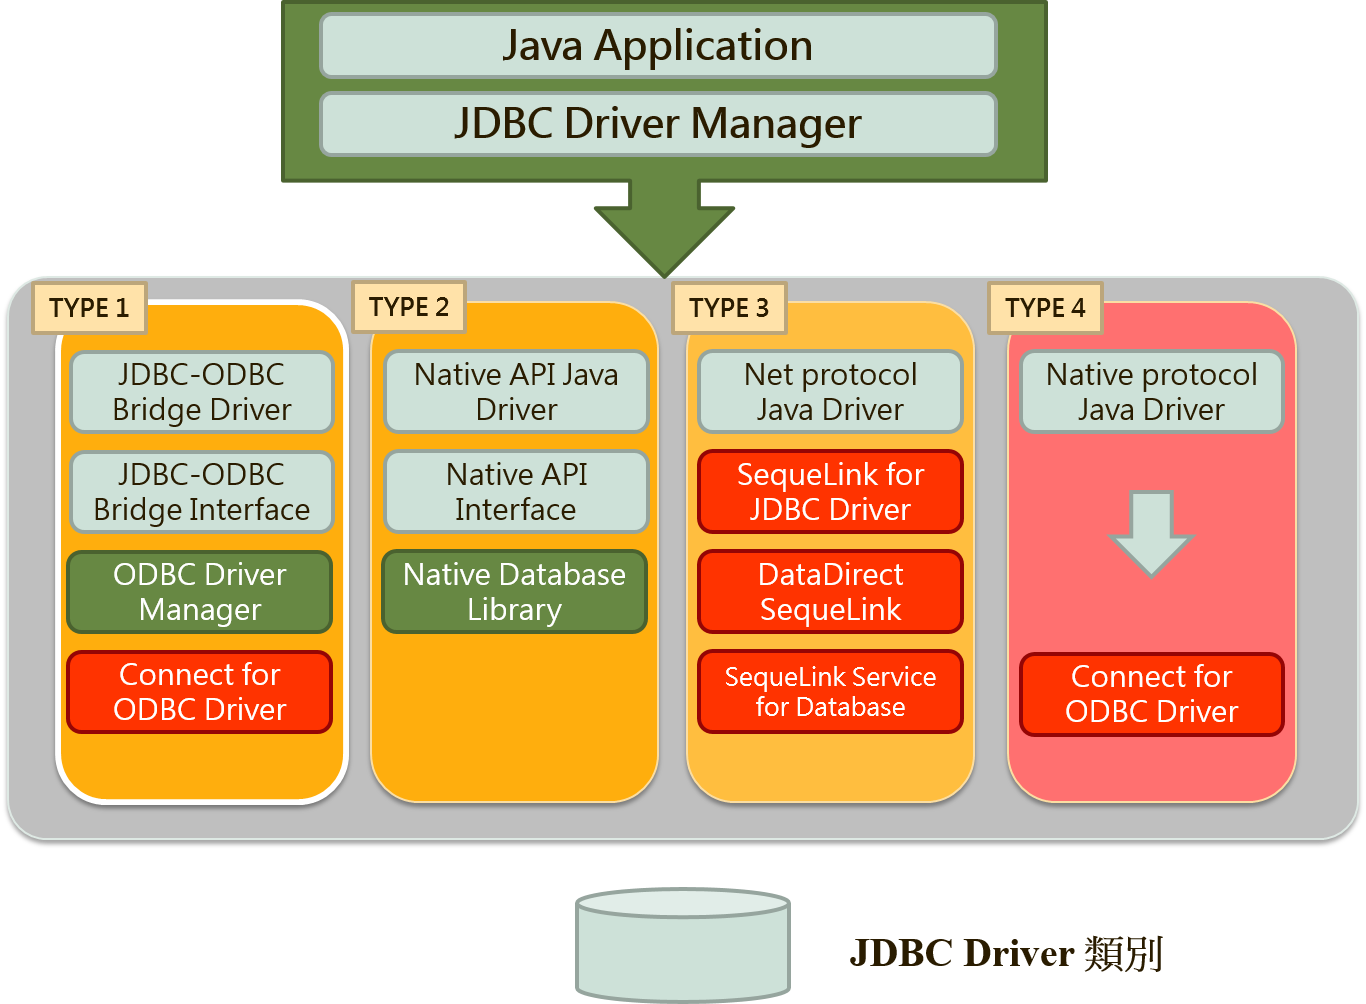 Java Application
JDBC Driver Manager
TYPE 1
JDBC-ODBC
Bridge Driver
JDBC-ODBC
Bridge Interface
ODBC Driver
Manager
Connect for
ODBC Driver
TYPE 2
Native API Java
Driver
Native API
Interface
Native Database
Library
TYPE 3
Net protocol
Java Driver
SequeLink for
JDBC Driver
DataDirect
SequeLink
SequeLink Service
for Database
TYPE 4
Native protocol
Java Driver
Connect for
ODBC Driver
JDBC Driver 類別